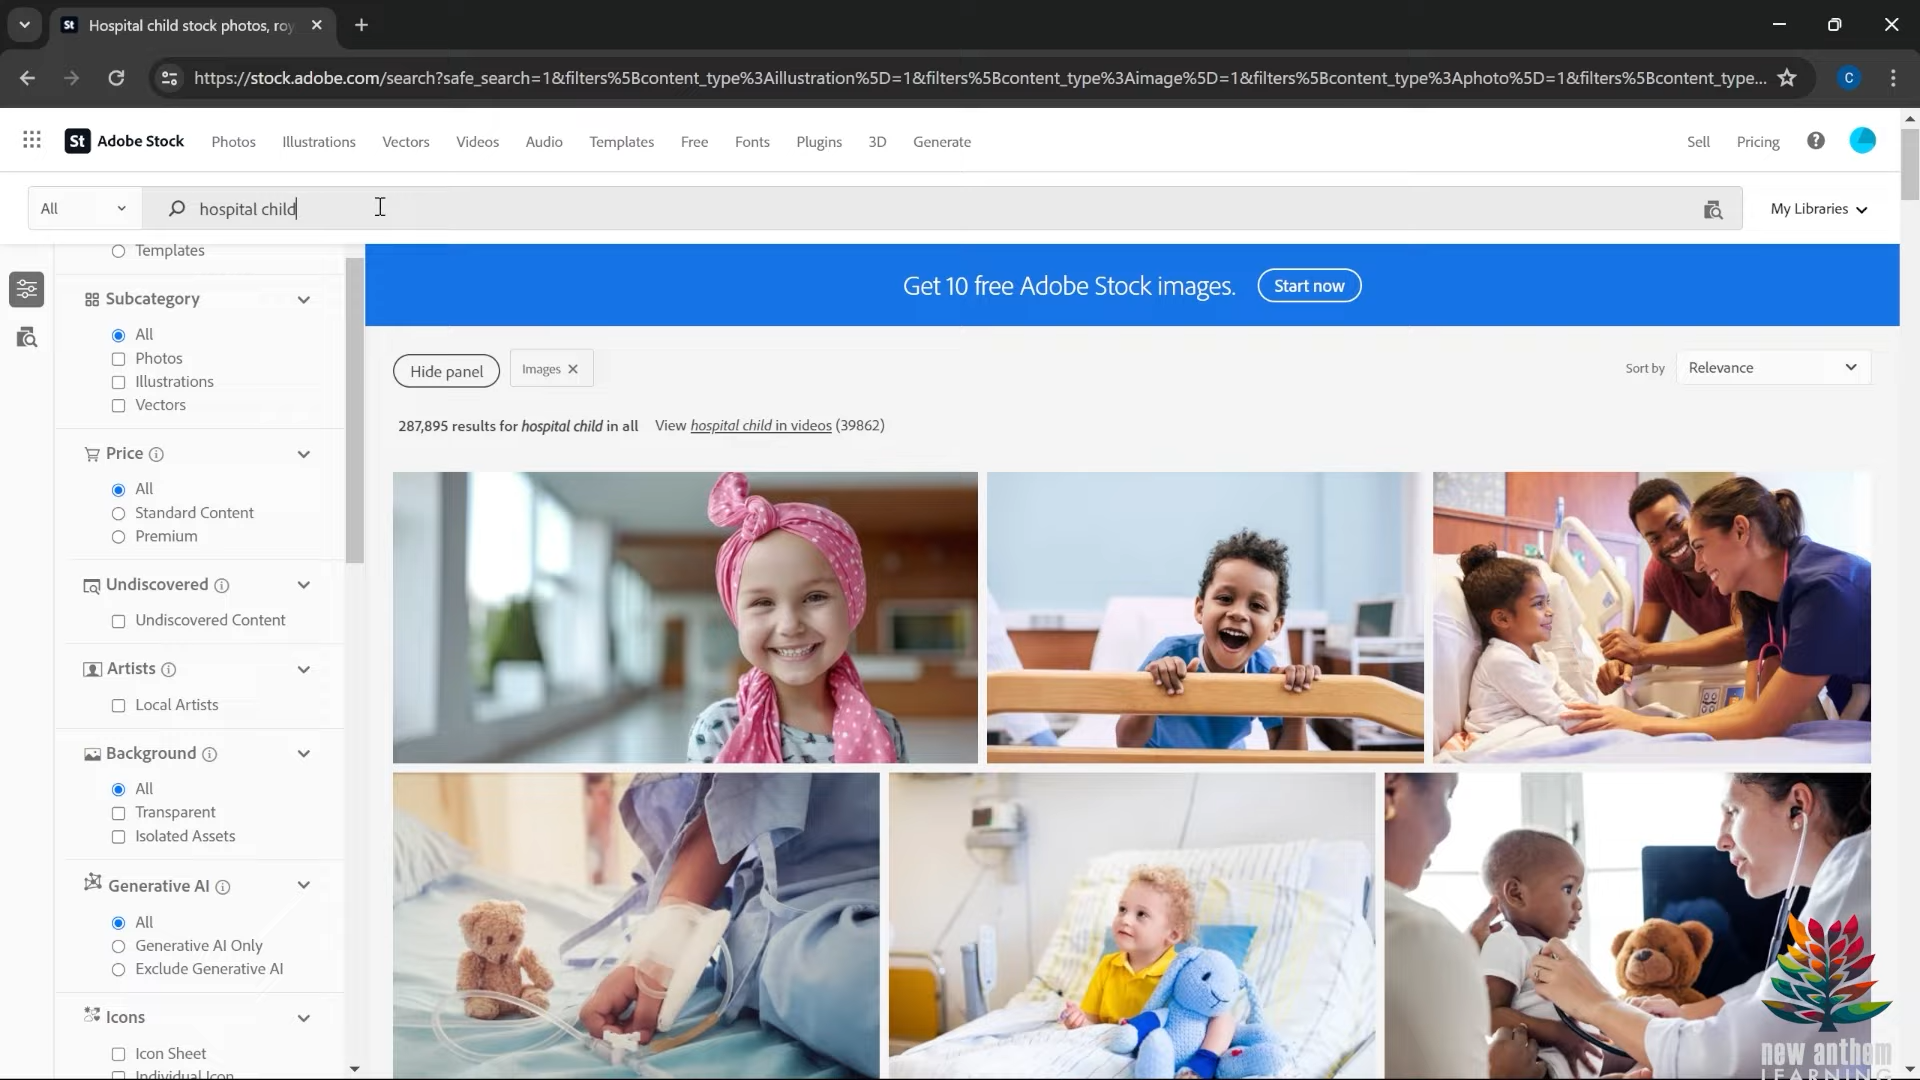 St Hospital child stock photos, roy
https://stock.adobe.com/search?safe_search=1&filters%5Bcontent_type%3Aillustration%5D=1&filters%5Bcontent_type%3Aimage%5D=1&filters%5Bcontent_type%3Aphoto%5D=1&filters%5Bcontent_type... C
St Adobe Stock Photos Illustrations Vectors Videos Audio Templates Free Fonts Plugins 3D Generate Sell Pricing ?
All hospital child My Libraries
Templates
Get 10 free Adobe Stock images. Start now
Subcategory
All
Photos
Illustrations
Vectors
Hide panel Images Sort by Relevance
287,895 results for hospital child in all View hospital child in videos (39862)
Price
All
Standard Content
Premium
Undiscovered
Undiscovered Content
Artists
Local Artists
Background
All
Transparent
Isolated Assets
Generative AI
All
Generative AI Only
Exclude Generative AI
Icons
Icon Sheet
Individual Icon
new anthem
LEARNING